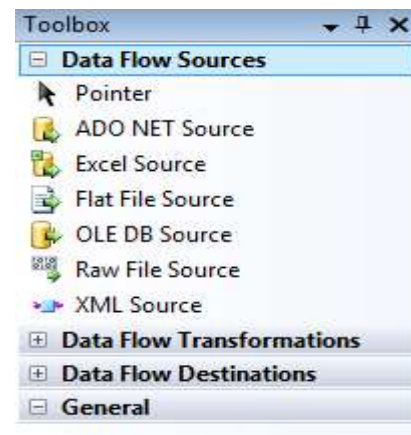 Toolbox
Data Flow Sources
Pointer
ADO NET Source
Excel Source
Flat File Source
OLE DB Source
Raw File Source
XML Source
Data Flow Transformations
Data Flow Destinations
General